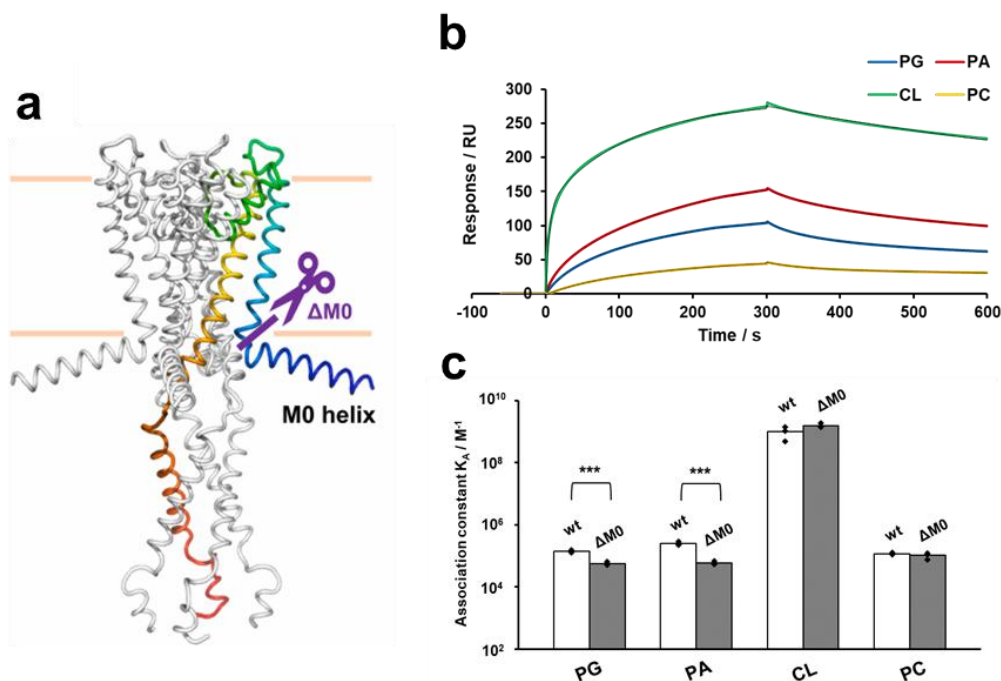 a
ΔM0
M0 helix
b
PG PA
CL PC
Response / RU
300
250
200
150
100
50
0
-100 0 100 200 300 400 500 600
Time / s
c
Association constant K_A / M⁻¹
10¹⁰
10⁸
10⁶
10⁴
10²
wt ΔM0
*** ***
wt ΔM0 wt ΔM0 wt ΔM0
PG PA CL PC